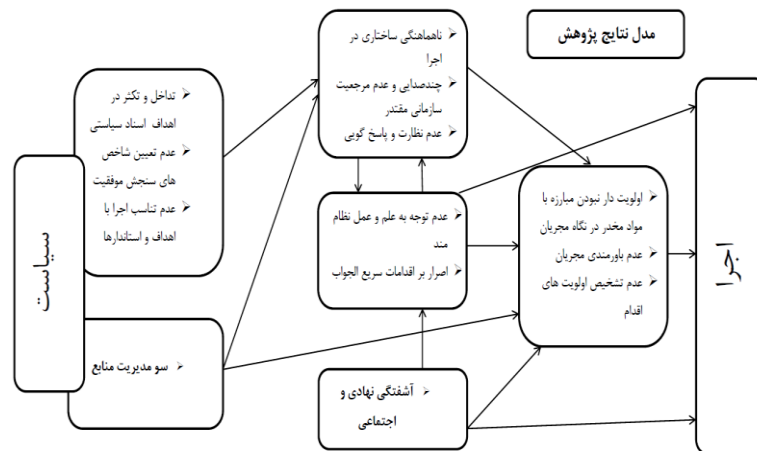 مدل نتایج پژوهش
ناهماهنگی ساختاری در
اجرا
چندصدایی و عدم مرجعیت
سازمانی مقتدر
عدم نظارت و پاسخ گویی
تداخل و تکثر در
اهداف اسناد سیاستی
عدم تعیین شاخص
های سنجش موفقیت
عدم تناسب اجرا با
اهداف و استاندارها
سیاست
سو مدیریت منابع
عدم توجه به علم و عمل نظام
مند
اصرار بر اقدامات سریع الجواب
آشفتگی نهادی و
اجتماعی
اولویت دار نبودن مبارزه با
مواد مخدر در نگاه مجریان
عدم باورمندی مجریان
عدم تشخیص اولویت های
اقدام
اجرا